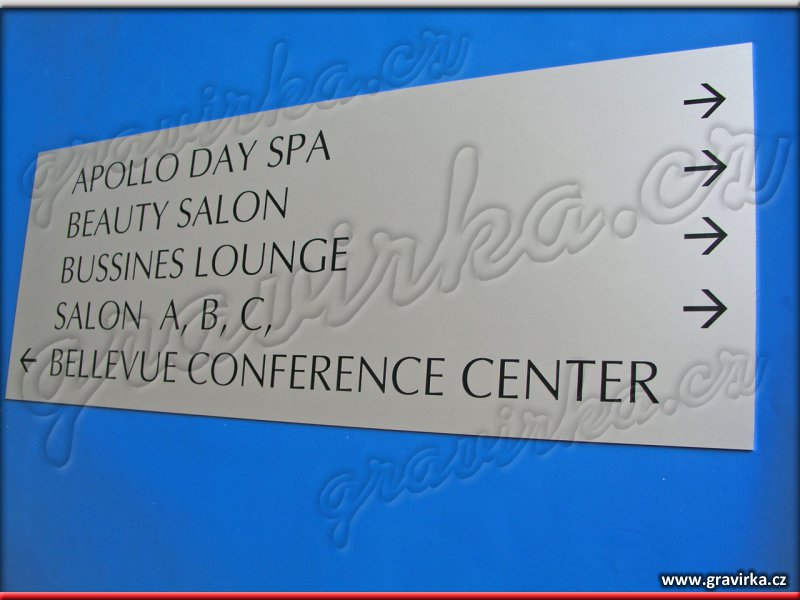 APOLLO DAY SPA →
BEAUTY SALON →
BUSSINES LOUNGE →
SALON A, B, C, →
← BELLEVUE CONFERENCE CENTER
gravirka.cz
gravirka.cz
gravirka.cz
www.gravirka.cz